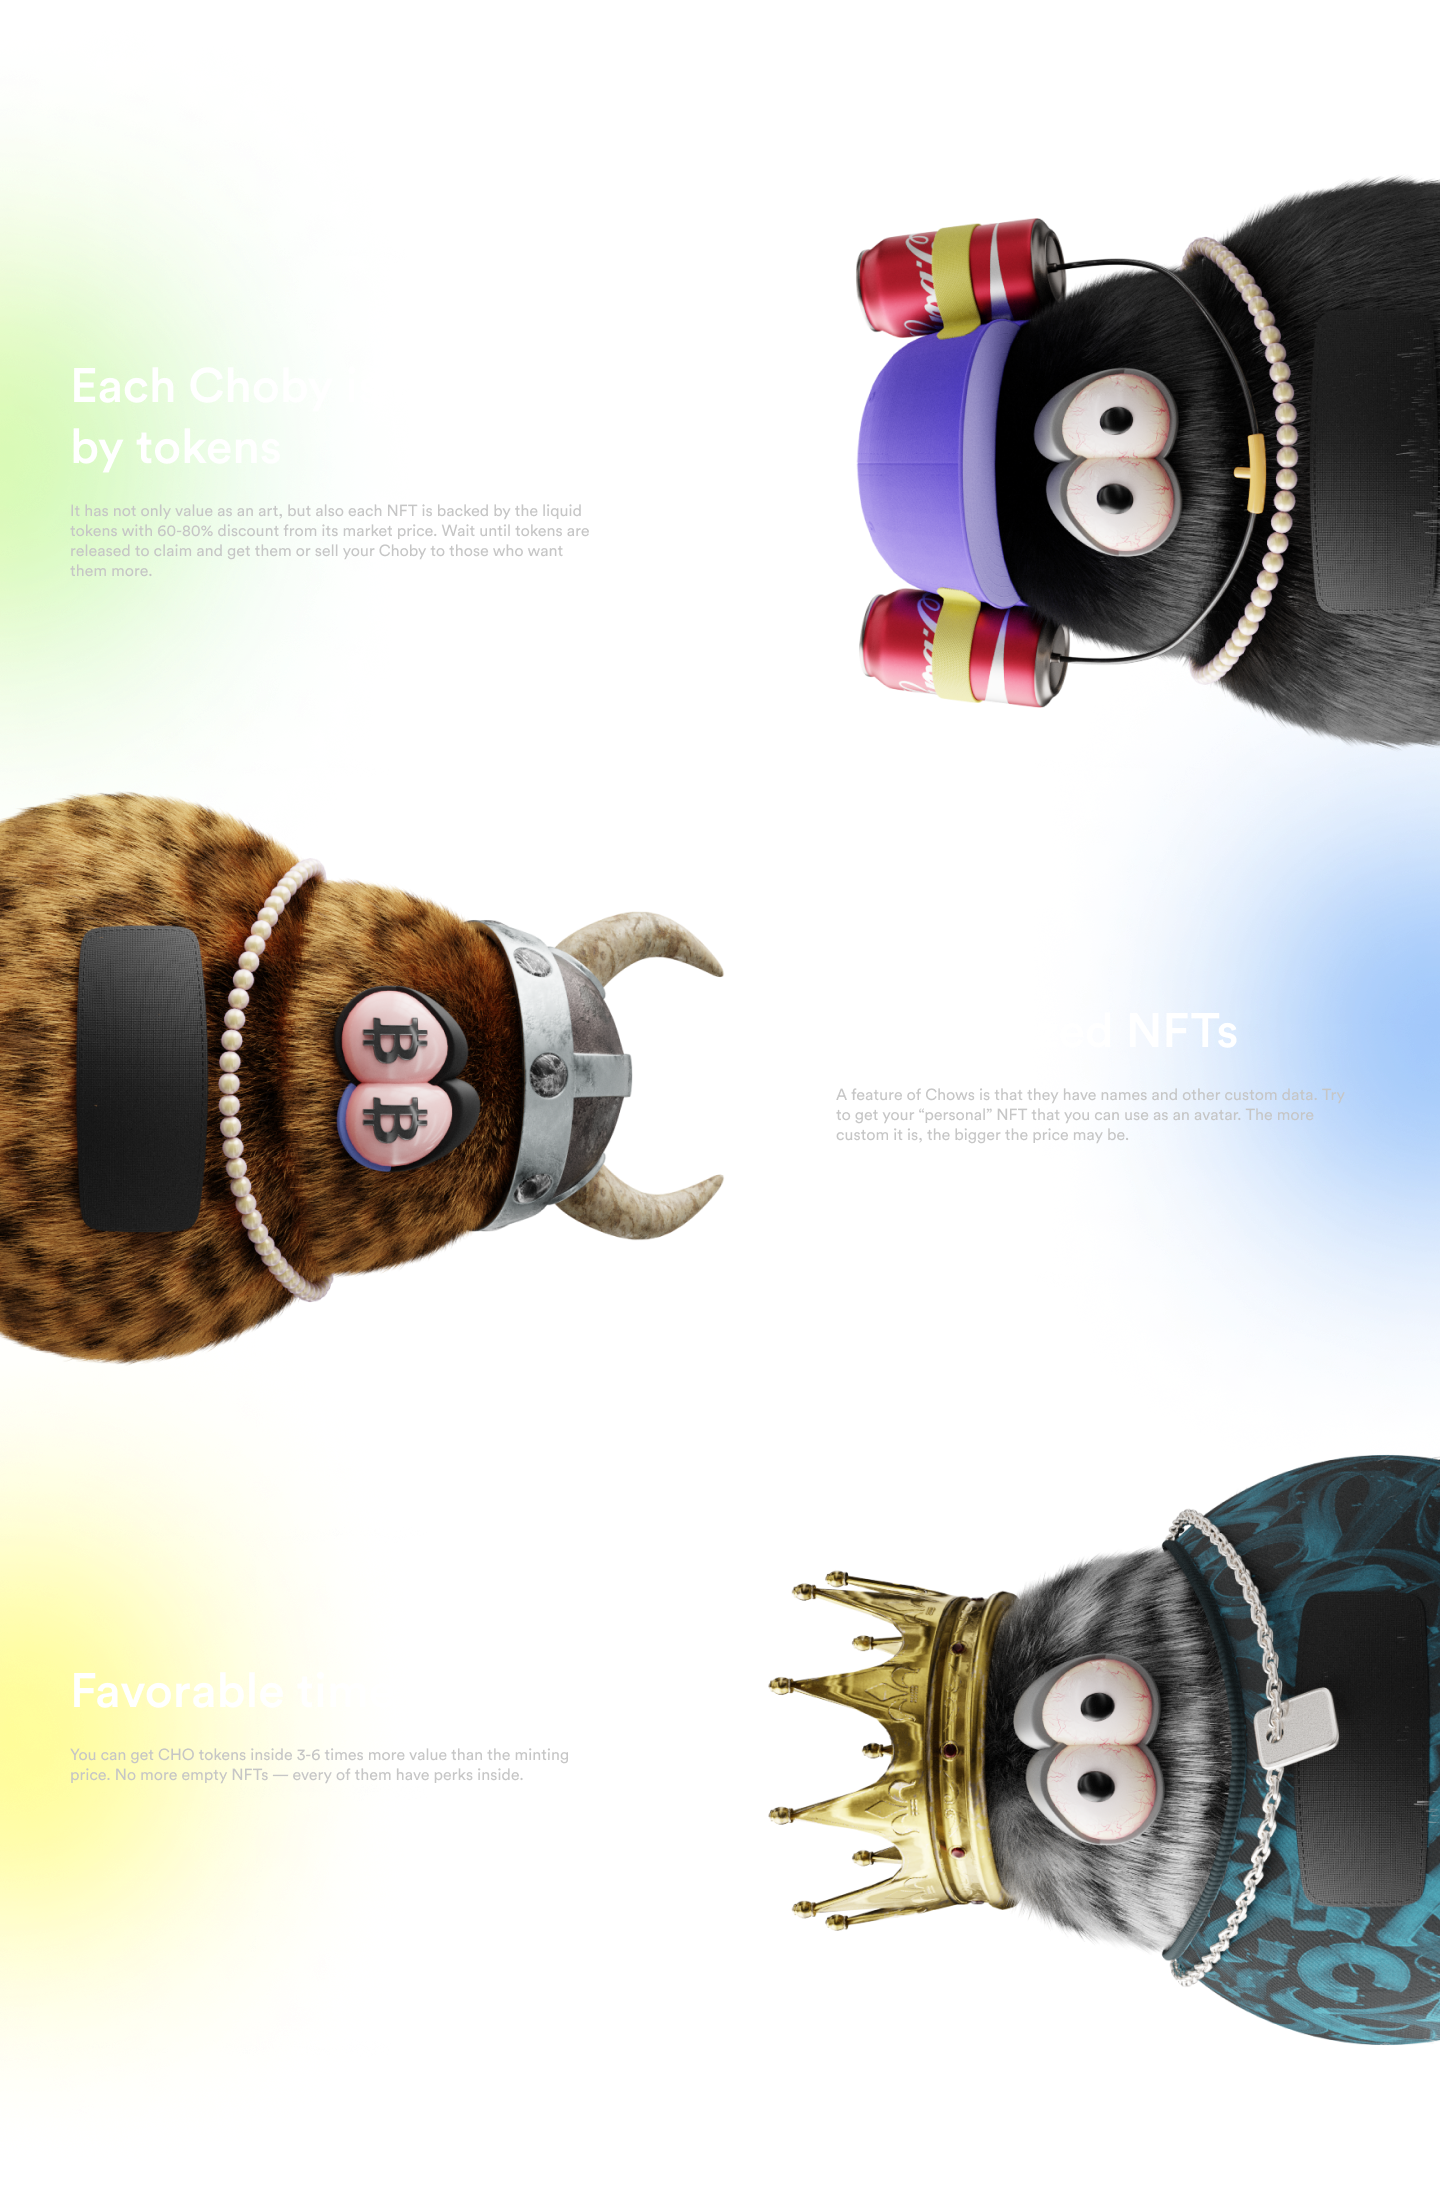 Each Choby
by tokens
It has not only value as an art, but also each NFT is backed by the liquid
tokens with 60-80% discount from its market price. Wait until tokens are
released to claim and get them or sell your Choby to those who want
them more.
NFTs
A feature of Chows is that they have names and other custom data. Try
to get your “personal” NFT that you can use as an avatar. The more
custom it is, the bigger the price may be.
Favorable
You can get CHO tokens inside 3-6 times more value than the minting
price. No more empty NFTs — every of them have perks inside.